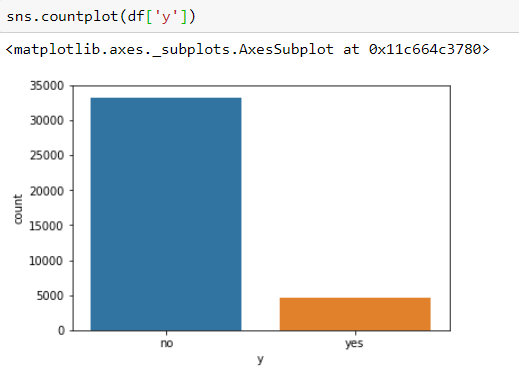 sns.countplot(df['y'])
<matplotlib.axes._subplots.AxesSubplot at 0x11c664c3780>
35000
30000
25000
20000
15000
10000
5000
0
count
no yes
y